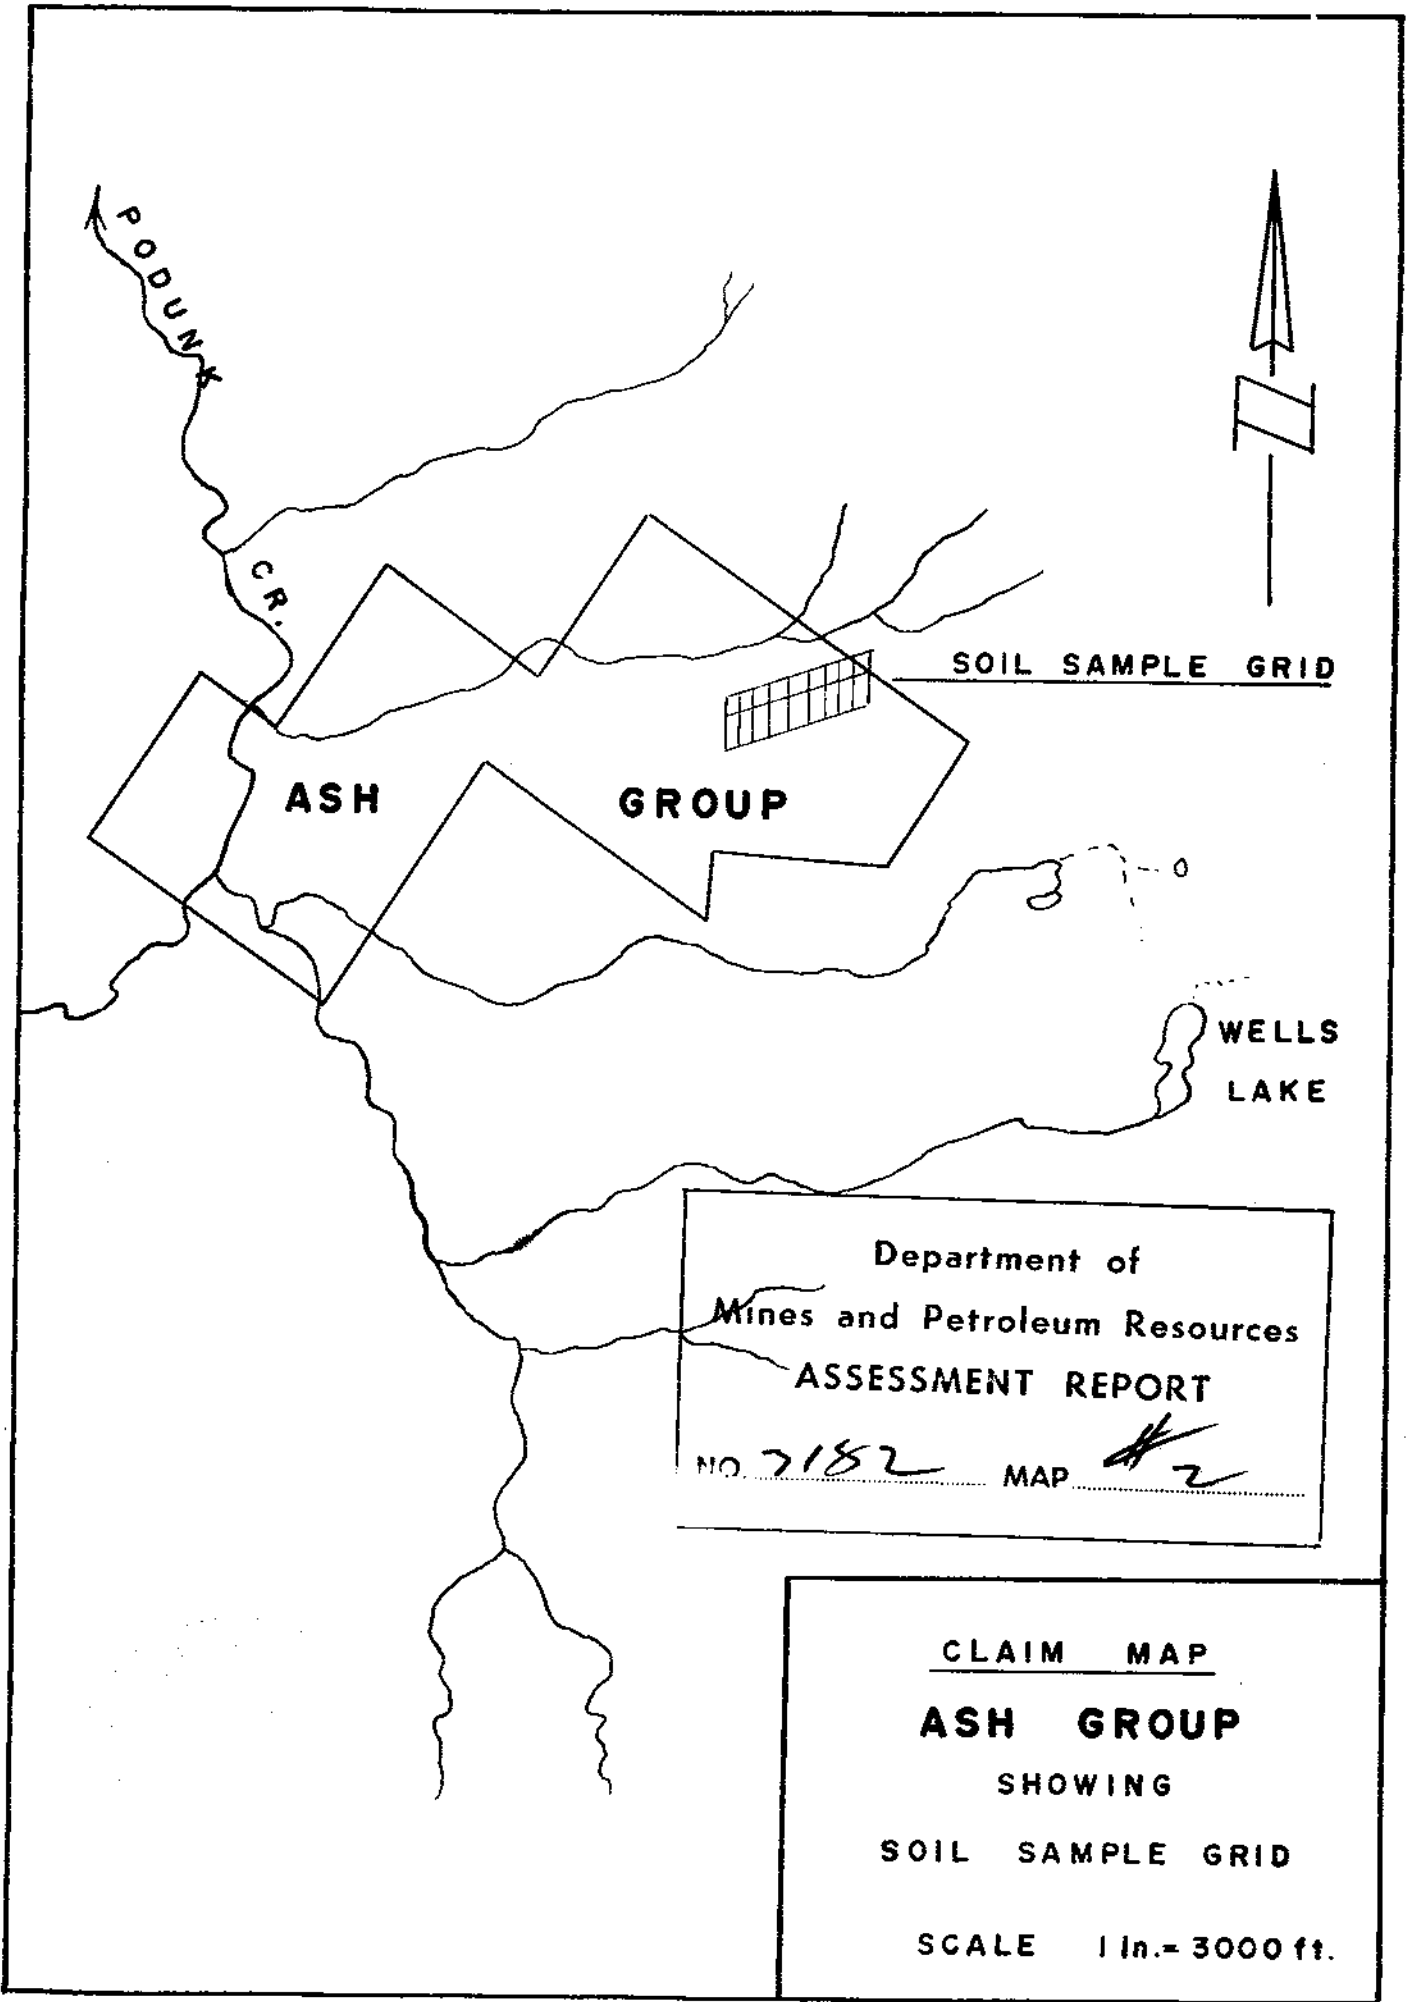 PODUNK
CR.
SOIL SAMPLE GRID
ASH GROUP
WELLS
LAKE
Department of
Mines and Petroleum Resources
ASSESSMENT REPORT
NO. 7182 MAP #2
CLAIM MAP
ASH GROUP
SHOWING
SOIL SAMPLE GRID
SCALE 1 in. = 3000 ft.